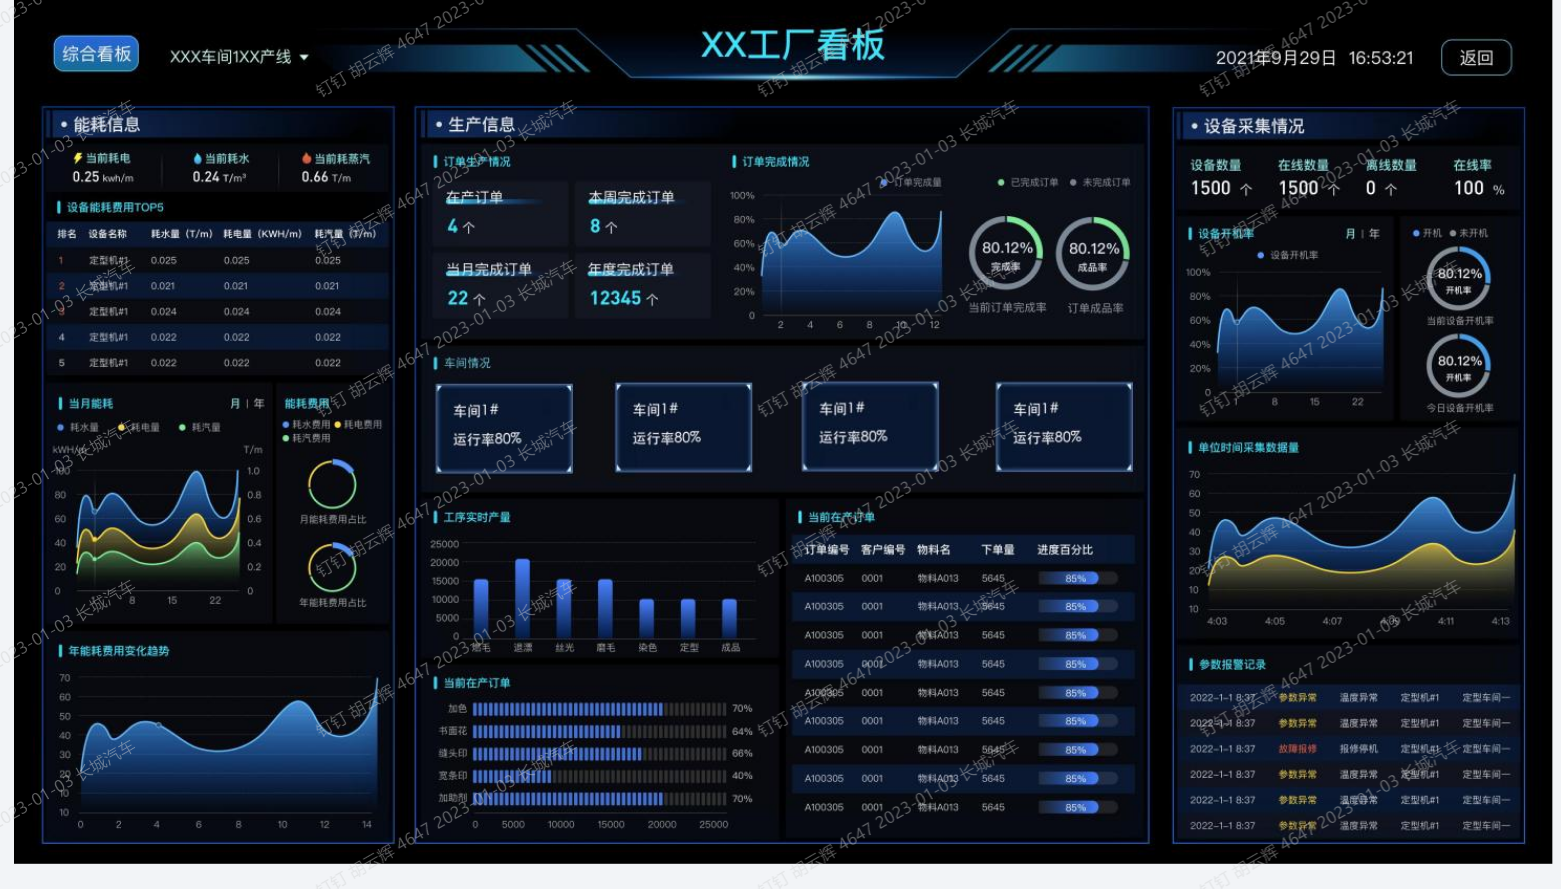 综合看板
XXX车间1XX产线
XX工厂看板
2021年9月29日 16:53:21
返回
能耗信息
当前耗电
当前耗水
当前耗蒸汽
0.25 kwh/m
0.24 T/m³
0.66 T/m
设备能耗费用TOP5
排名 设备名称 耗水量 (T/m) 耗电量 (KWH/m) 耗汽量 (T/m)
1 定型机#1 0.025 0.025 0.025
2 定型机#1 0.021 0.021 0.021
3 定型机#1 0.024 0.024 0.024
4 定型机#1 0.022 0.022 0.022
5 定型机#1 0.022 0.022 0.022
当月能耗
月 | 年
耗水量 耗电量 耗汽量
T/m
100
80
60
40
20
0
1.0
0.8
0.6
0.4
0.2
0
1 8 15 22
能耗费用
耗水费用 耗电费用
耗汽费用
月能耗费用占比
年能耗费用占比
年能耗费用变化趋势
70
60
50
40
30
20
10
10
0 2 4 6 8 10 12 14
生产信息
订单生产情况
在产订单
4 个
本周完成订单
8 个
当月完成订单
22 个
年度完成订单
12345 个
订单完成情况
订单完成量
100%
80%
60%
40%
20%
0
2 4 6 8 10 12
已完成订单 未完成订单
80.12%
完成率
当前订单完成率
80.12%
成品率
订单成品率
车间情况
车间1#
运行率80%
车间1#
运行率80%
车间1#
运行率80%
车间1#
运行率80%
工序实时产量
25000
20000
15000
10000
5000
0
烧毛 退漂 丝光 磨毛 染色 定型 成品
当前在产订单
加色 70%
书面花 64%
缝头印 66%
宽条印 40%
加助剂 70%
0 5000 10000 15000 20000 25000
当前在产订单
订单编号 客户编号 物料名 下单量 进度百分比
A100305 0001 物料A013 5645 85%
A100305 0001 物料A013 5645 85%
A100305 0001 物料A013 5645 85%
A100305 0001 物料A013 5645 85%
A100305 0001 物料A013 5645 85%
A100305 0001 物料A013 5645 85%
A100305 0001 物料A013 5645 85%
A100305 0001 物料A013 5645 85%
A100305 0001 物料A013 5645 85%
设备采集情况
设备数量 在线数量 离线数量 在线率
1500 个 1500 个 0 个 100 %
设备开机率
月 | 年
设备开机率
100%
80%
60%
40%
20%
0
1 8 15 22
开机 未开机
80.12%
开机率
当前设备开机率
80.12%
开机率
今日设备开机率
单位时间采集数据量
70
60
50
40
30
20
10
10
4:03 4:05 4:07 4:09 4:11 4:13
参数报警记录
2022-1-1 8:37 参数异常 温度异常 定型机#1 定型车间一
2022-1-1 8:37 参数异常 温度异常 定型机#1 定型车间一
2022-1-1 8:37 故障报修 报修停机 定型机#1 定型车间一
2022-1-1 8:37 参数异常 温度异常 定型机#1 定型车间一
2022-1-1 8:37 参数异常 温度异常 定型机#1 定型车间一
2022-1-1 8:37 参数异常 温度异常 定型机#1 定型车间一
钉钉 胡云辉 4647 2023-01-03 长城汽车